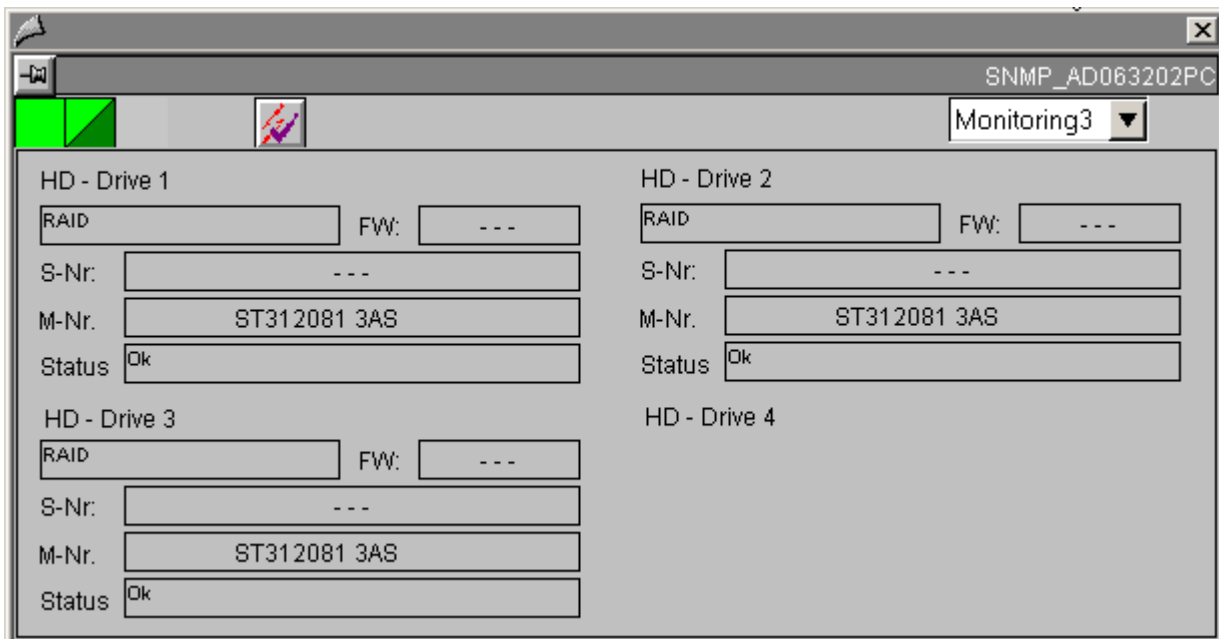 SNMP_AD063202PC
Monitoring3
HD - Drive 1
RAID FW: - - -
S-Nr: - - -
M-Nr. ST312081 3AS
Status Ok
HD - Drive 2
RAID FW: - - -
S-Nr: - - -
M-Nr. ST312081 3AS
Status Ok
HD - Drive 3
RAID FW: - - -
S-Nr: - - -
M-Nr. ST312081 3AS
Status Ok
HD - Drive 4